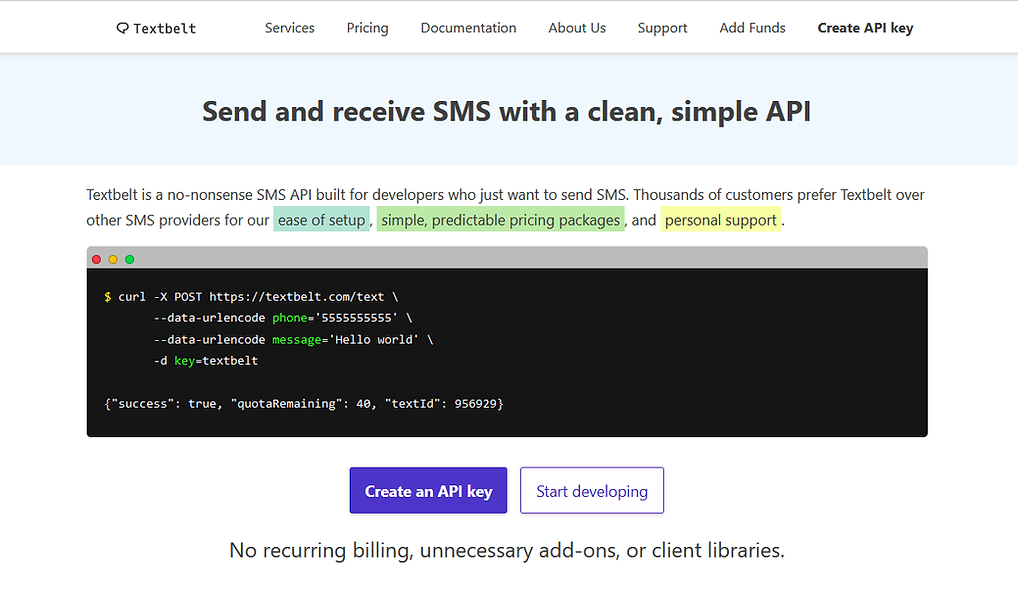 Textbelt Services Pricing Documentation About Us Support Add Funds Create API key
Send and receive SMS with a clean, simple API
Textbelt is a no-nonsense SMS API built for developers who just want to send SMS. Thousands of customers prefer Textbelt over
other SMS providers for our ease of setup , simple, predictable pricing packages , and personal support .
$ curl -X POST https://textbelt.com/text \
--data-urlencode phone='5555555555' \
--data-urlencode message='Hello world' \
-d key=textbelt
{"success": true, "quotaRemaining": 40, "textId": 956929}
Create an API key Start developing
No recurring billing, unnecessary add-ons, or client libraries.